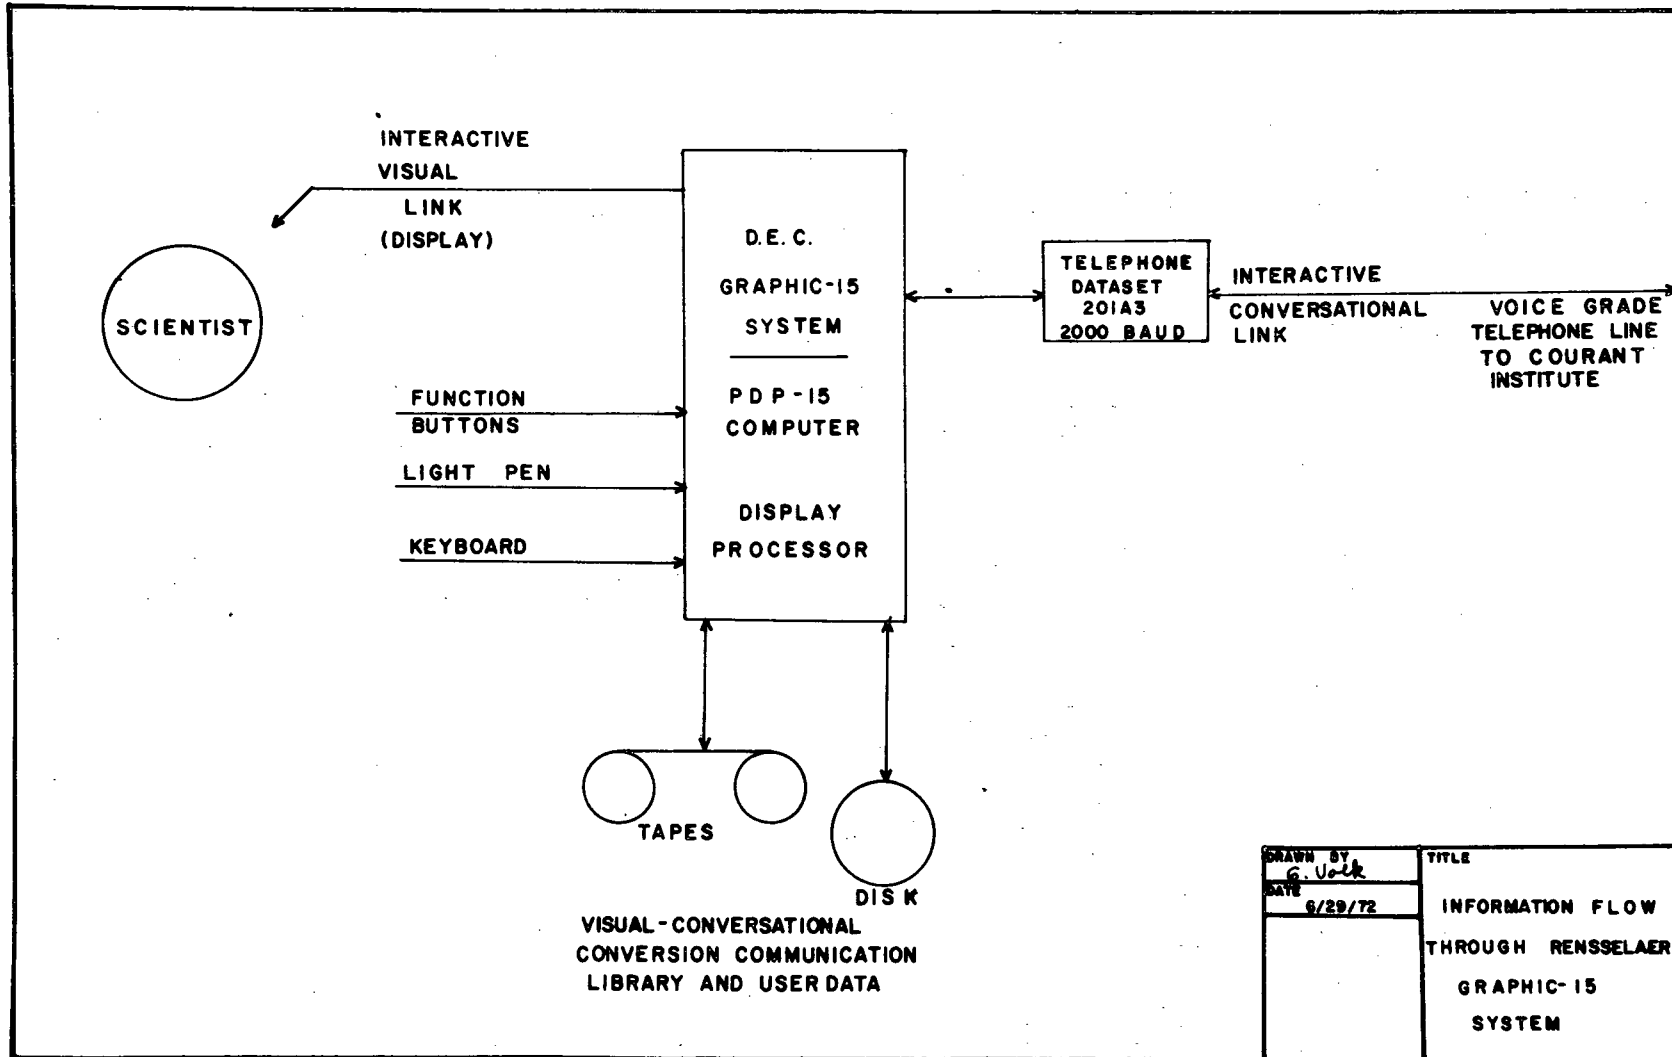 INTERACTIVE
VISUAL
LINK
(DISPLAY)
SCIENTIST
FUNCTION
BUTTONS
LIGHT PEN
KEYBOARD
D.E.C.
GRAPHIC-15
SYSTEM
PDP-15
COMPUTER
DISPLAY
PROCESSOR
TELEPHONE
DATASET
201A3
2000 BAUD
INTERACTIVE
CONVERSATIONAL
LINK
VOICE GRADE
TELEPHONE LINE
TO COURANT
INSTITUTE
TAPES
DISK
VISUAL-CONVERSATIONAL
CONVERSION COMMUNICATION
LIBRARY AND USER DATA
DRAWN BY
G. Volk
DATE
6/29/72
TITLE
INFORMATION FLOW
THROUGH RENSSELAER
GRAPHIC-15
SYSTEM